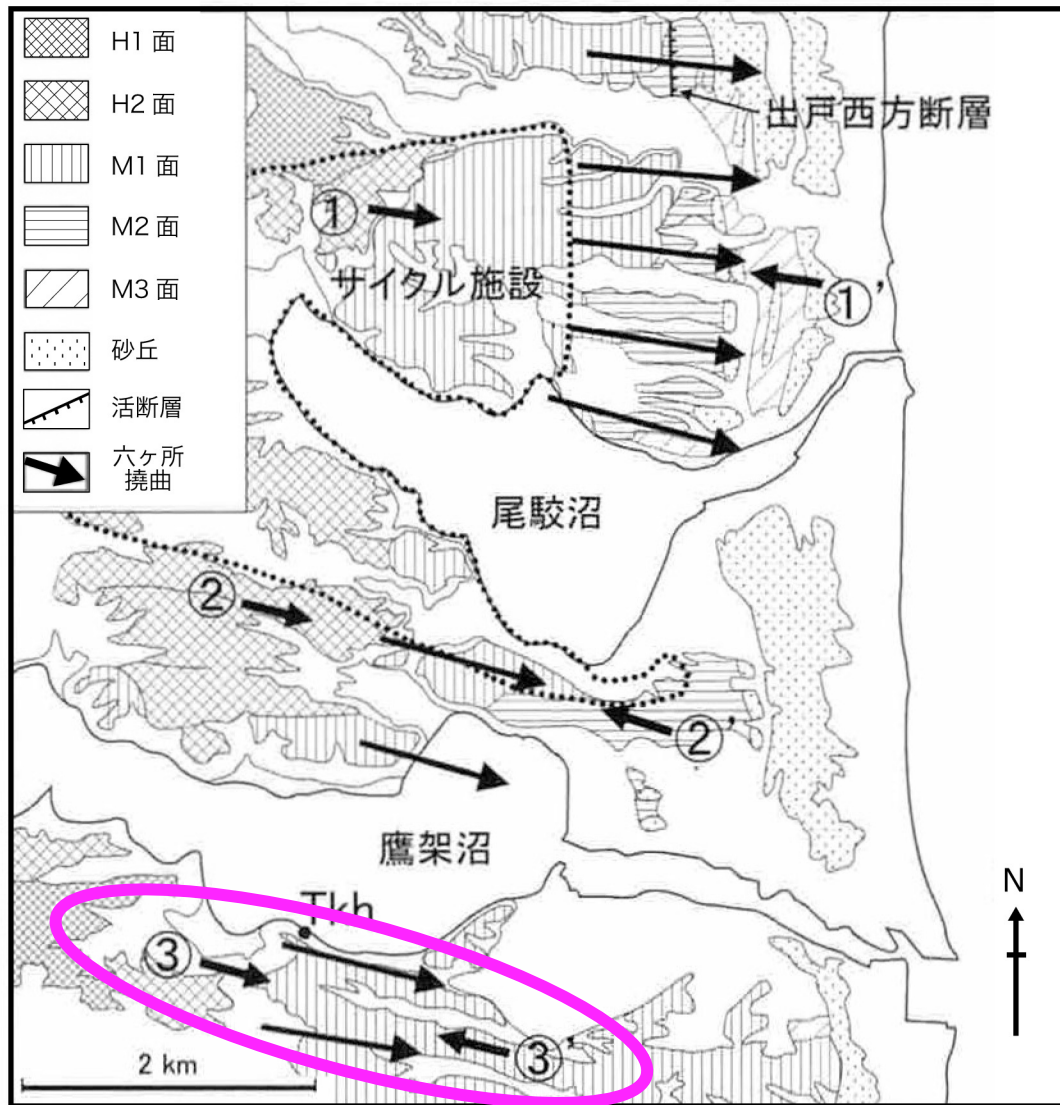 H1 面
H2 面
M1 面
M2 面
M3 面
砂丘
活断層
六ヶ所
撓曲
出戸西方断層
①
サイクル施設
①'
尾駮沼
②
②'
鷹架沼
Tkh
③
③'
N
2 km